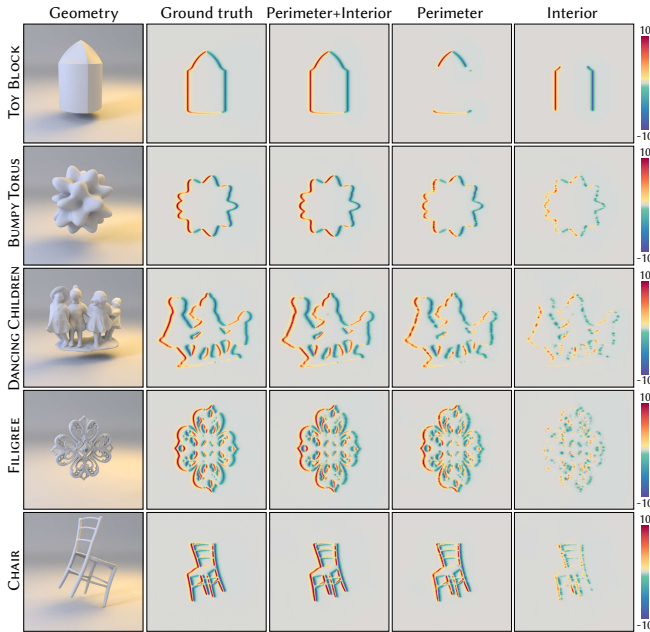 Geometry Ground truth Perimeter+Interior Perimeter Interior
TOY BLOCK
10
-10
BUMPY TORUS
10
-10
DANCING CHILDREN
10
-10
FILIGREE
10
-10
CHAIR
10
-10